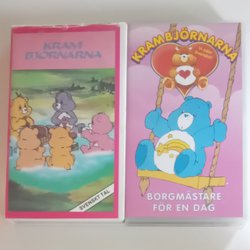 KRAM
BJÖRNARNA
SVENSKT TAL
KRAMBJÖRNARNA
BORGMÄSTARE
FÖR EN DAG